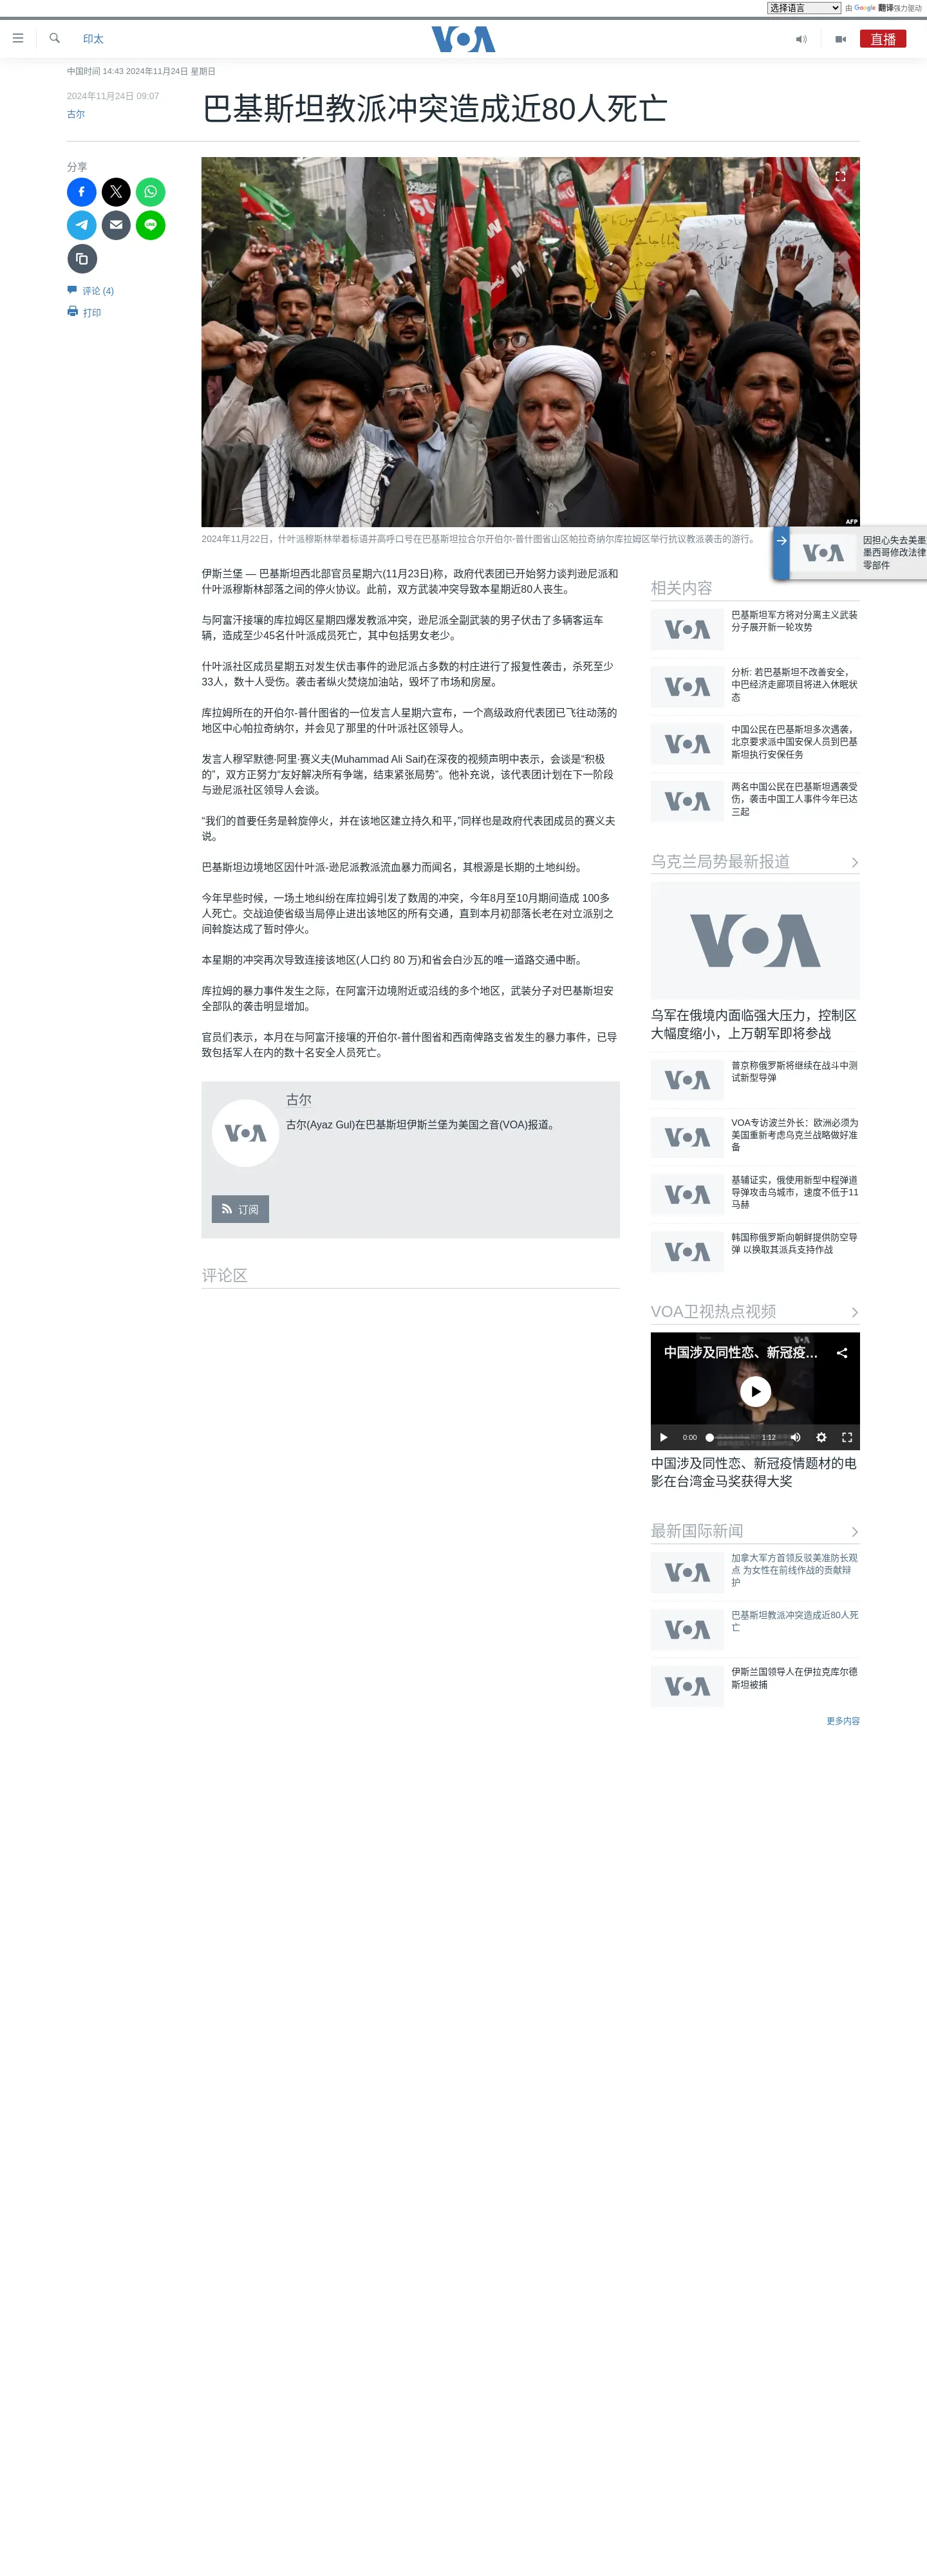 选择语言
由 Google 翻译强力驱动
印太
VOA
直播
中国时间 14:43 2024年11月24日 星期日
2024年11月24日 09:07
古尔
巴基斯坦教派冲突造成近80人死亡
分享
评论 (4)
打印
AFP
2024年11月22日，什叶派穆斯林举着标语并高呼口号在巴基斯坦拉合尔开伯尔-普什图省山区帕拉奇纳尔库拉姆区举行抗议教派袭击的游行。
因担心失去美墨
墨西哥修改法律
零部件
伊斯兰堡 — 巴基斯坦西北部官员星期六(11月23日)称，政府代表团已开始努力谈判逊尼派和
什叶派穆斯林部落之间的停火协议。此前，双方武装冲突导致本星期近80人丧生。
与阿富汗接壤的库拉姆区星期四爆发教派冲突，逊尼派全副武装的男子伏击了多辆客运车
辆，造成至少45名什叶派成员死亡，其中包括男女老少。
什叶派社区成员星期五对发生伏击事件的逊尼派占多数的村庄进行了报复性袭击，杀死至少
33人，数十人受伤。袭击者纵火焚烧加油站，毁坏了市场和房屋。
库拉姆所在的开伯尔-普什图省的一位发言人星期六宣布，一个高级政府代表团已飞往动荡的
地区中心帕拉奇纳尔，并会见了那里的什叶派社区领导人。
发言人穆罕默德·阿里·赛义夫(Muhammad Ali Saif)在深夜的视频声明中表示，会谈是“积极
的”，双方正努力“友好解决所有争端，结束紧张局势”。他补充说，该代表团计划在下一阶段
与逊尼派社区领导人会谈。
“我们的首要任务是斡旋停火，并在该地区建立持久和平，”同样也是政府代表团成员的赛义夫
说。
巴基斯坦边境地区因什叶派-逊尼派教派流血暴力而闻名，其根源是长期的土地纠纷。
今年早些时候，一场土地纠纷在库拉姆引发了数周的冲突，今年8月至10月期间造成 100多
人死亡。交战迫使省级当局停止进出该地区的所有交通，直到本月初部落长老在对立派别之
间斡旋达成了暂时停火。
本星期的冲突再次导致连接该地区(人口约 80 万)和省会白沙瓦的唯一道路交通中断。
库拉姆的暴力事件发生之际，在阿富汗边境附近或沿线的多个地区，武装分子对巴基斯坦安
全部队的袭击明显增加。
官员们表示，本月在与阿富汗接壤的开伯尔-普什图省和西南俾路支省发生的暴力事件，已导
致包括军人在内的数十名安全人员死亡。
VOA
古尔
古尔(Ayaz Gul)在巴基斯坦伊斯兰堡为美国之音(VOA)报道。
订阅
评论区
相关内容
巴基斯坦军方将对分离主义武装
分子展开新一轮攻势
分析: 若巴基斯坦不改善安全，
中巴经济走廊项目将进入休眠状
态
中国公民在巴基斯坦多次遇袭，
北京要求派中国安保人员到巴基
斯坦执行安保任务
两名中国公民在巴基斯坦遇袭受
伤，袭击中国工人事件今年已达
三起
乌克兰局势最新报道
VOA
乌军在俄境内面临强大压力，控制区
大幅度缩小，上万朝军即将参战
普京称俄罗斯将继续在战斗中测
试新型导弹
VOA专访波兰外长：欧洲必须为
美国重新考虑乌克兰战略做好准
备
基辅证实，俄使用新型中程弹道
导弹攻击乌城市，速度不低于11
马赫
韩国称俄罗斯向朝鲜提供防空导
弹 以换取其派兵支持作战
VOA卫视热点视频
中国涉及同性恋、新冠疫...
0:00
1:12
中国涉及同性恋、新冠疫情题材的电
影在台湾金马奖获得大奖
最新国际新闻
加拿大军方首领反驳美准防长观
点 为女性在前线作战的贡献辩
护
巴基斯坦教派冲突造成近80人死
亡
伊斯兰国领导人在伊拉克库尔德
斯坦被捕
更多内容